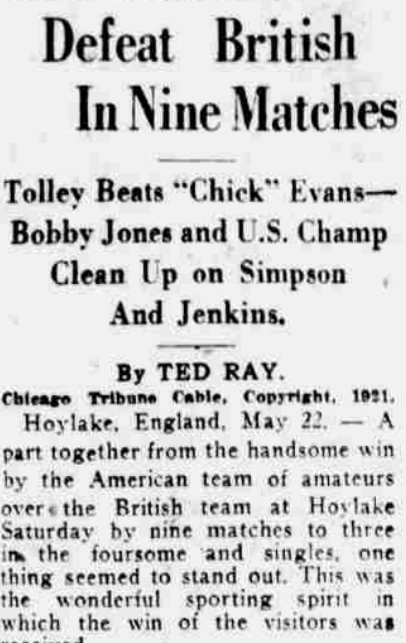 Defeat British
In Nine Matches
Tolley Beats "Chick" Evans—
Bobby Jones and U.S. Champ
Clean Up on Simpson
And Jenkins.
By TED RAY.
Chicago Tribune Cable, Copyright, 1921.
Hoylake, England, May 22. — A
part together from the handsome win
by the American team of amateurs
over the British team at Hoylake
Saturday by nine matches to three
in the foursome and singles, one
thing seemed to stand out. This was
the wonderful sporting spirit in
which the win of the visitors was